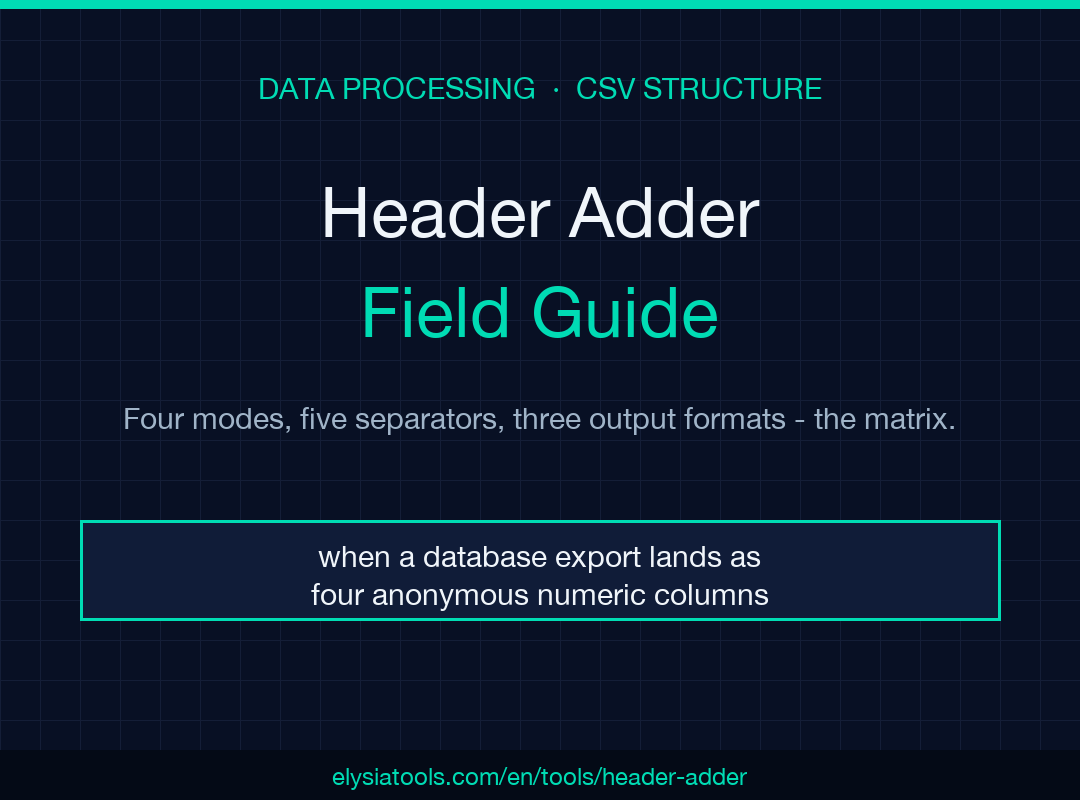 DATA PROCESSING · CSV STRUCTURE
Header Adder
Field Guide
Four modes, five separators, three output formats - the matrix.
when a database export lands as
four anonymous numeric columns
elysiatools.com/en/tools/header-adder